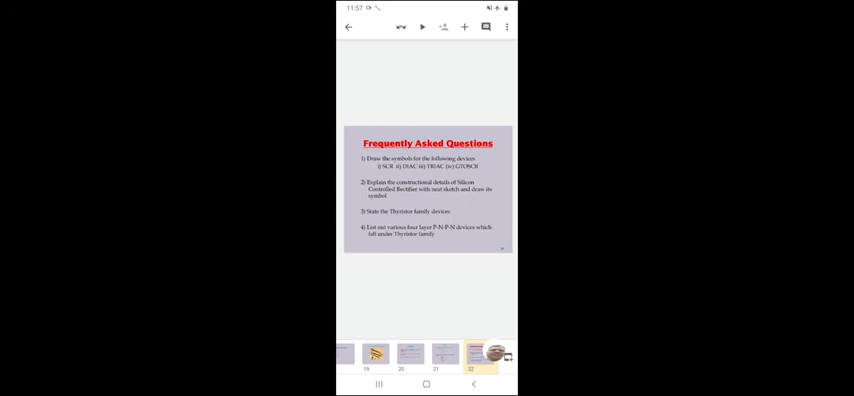 11:57
Frequently Asked Questions
1) Draw the symbols for the following devices
i) SCR ii) DIAC iii) TRIAC (iv) GTOSCR
2) Explain the constructional details of Silicon
Controlled Rectifier with neat sketch and draw its
symbol
3) State the Thyristor family devices
4) List out various four layer P-N-P-N devices which
fall under Thyristor family
19
20
21
22